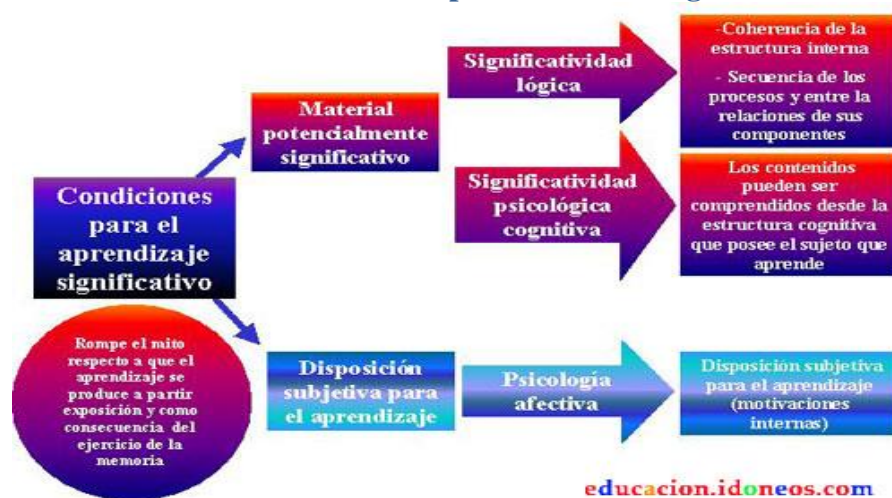 Condiciones
para el
aprendizaje
significativo
Rompe el mito
respecto a que el
aprendizaje se
produce a partir
exposición y como
consecuencia del
ejercicio de la
memoria
Material
potencialmente
significativo
Significatividad
lógica
-Coherencia de la
estructura interna
- Secuencia de los
procesos y entre la
relaciones de sus
componentes
Significatividad
psicológica
cognitiva
Los contenidos
pueden ser
comprendidos desde la
estructura cognitiva
que posee el sujeto que
aprende
Disposición
subjetiva para
el aprendizaje
Psicología
afectiva
Disposición subjetiva
para el aprendizaje
(motivaciones
internas)
educacion.idoneos.com